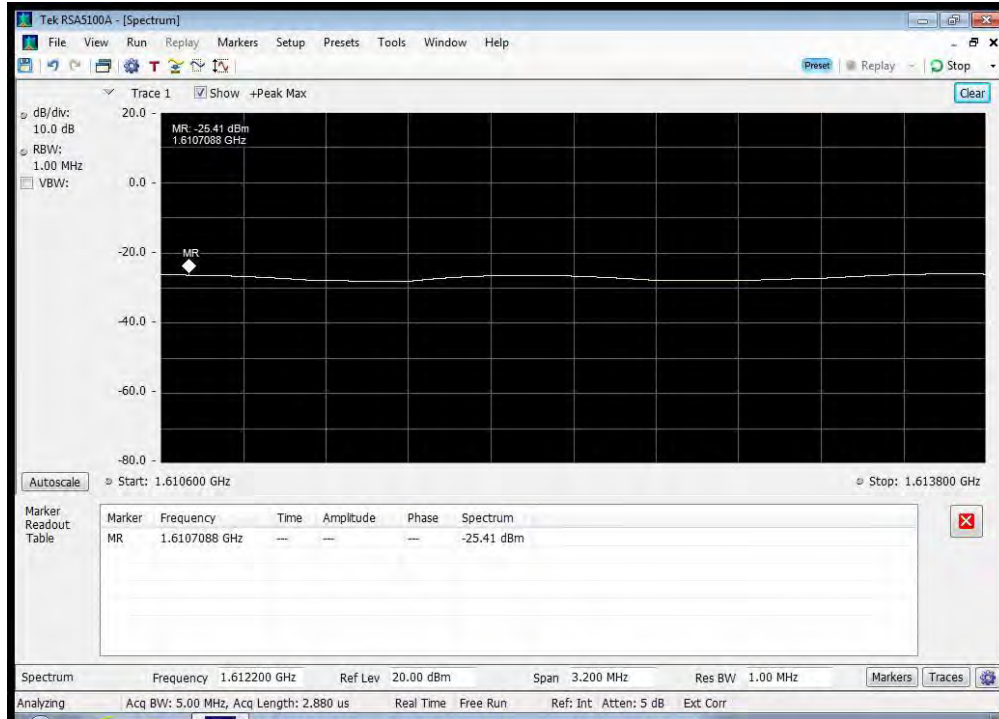 Tek RSA5100A - [Spectrum]
File View Run Replay Markers Setup Presets Tools Window Help
T
Preset Replay Stop
Trace 1 Show +Peak Max Clear
dB/div:
10.0 dB
RBW:
1.00 MHz
VBW:
20.0
MR: -25.41 dBm
1.6107088 GHz
0.0
-20.0
MR
-40.0
-60.0
-80.0
Autoscale Start: 1.610600 GHz Stop: 1.613800 GHz
Marker
Readout
Table
Marker Frequency Time Amplitude Phase Spectrum
MR 1.6107088 GHz --- --- --- -25.41 dBm
Spectrum Frequency 1.612200 GHz Ref Lev 20.00 dBm Span 3.200 MHz Res BW 1.00 MHz Markers Traces
Analyzing Acq BW: 5.00 MHz, Acq Length: 2.880 us Real Time Free Run Ref: Int Atten: 5 dB Ext Corr